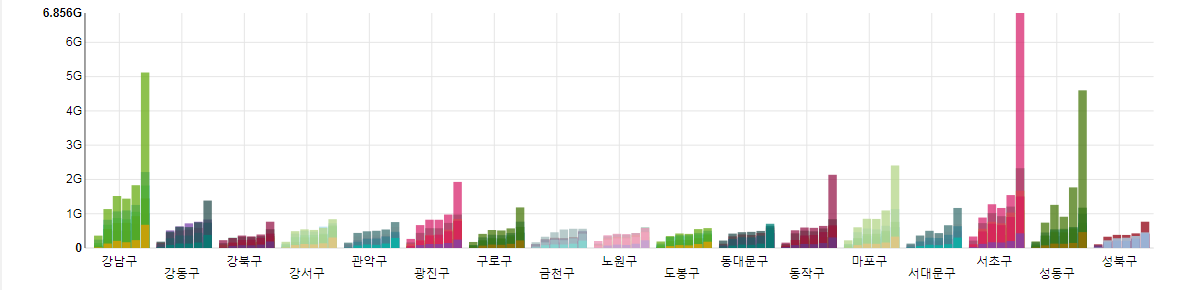 6.856G
6G
5G
4G
3G
2G
1G
0
강남구
강동구
강북구
강서구
관악구
광진구
구로구
금천구
노원구
도봉구
동대문구
동작구
마포구
서대문구
서초구
성동구
성북구